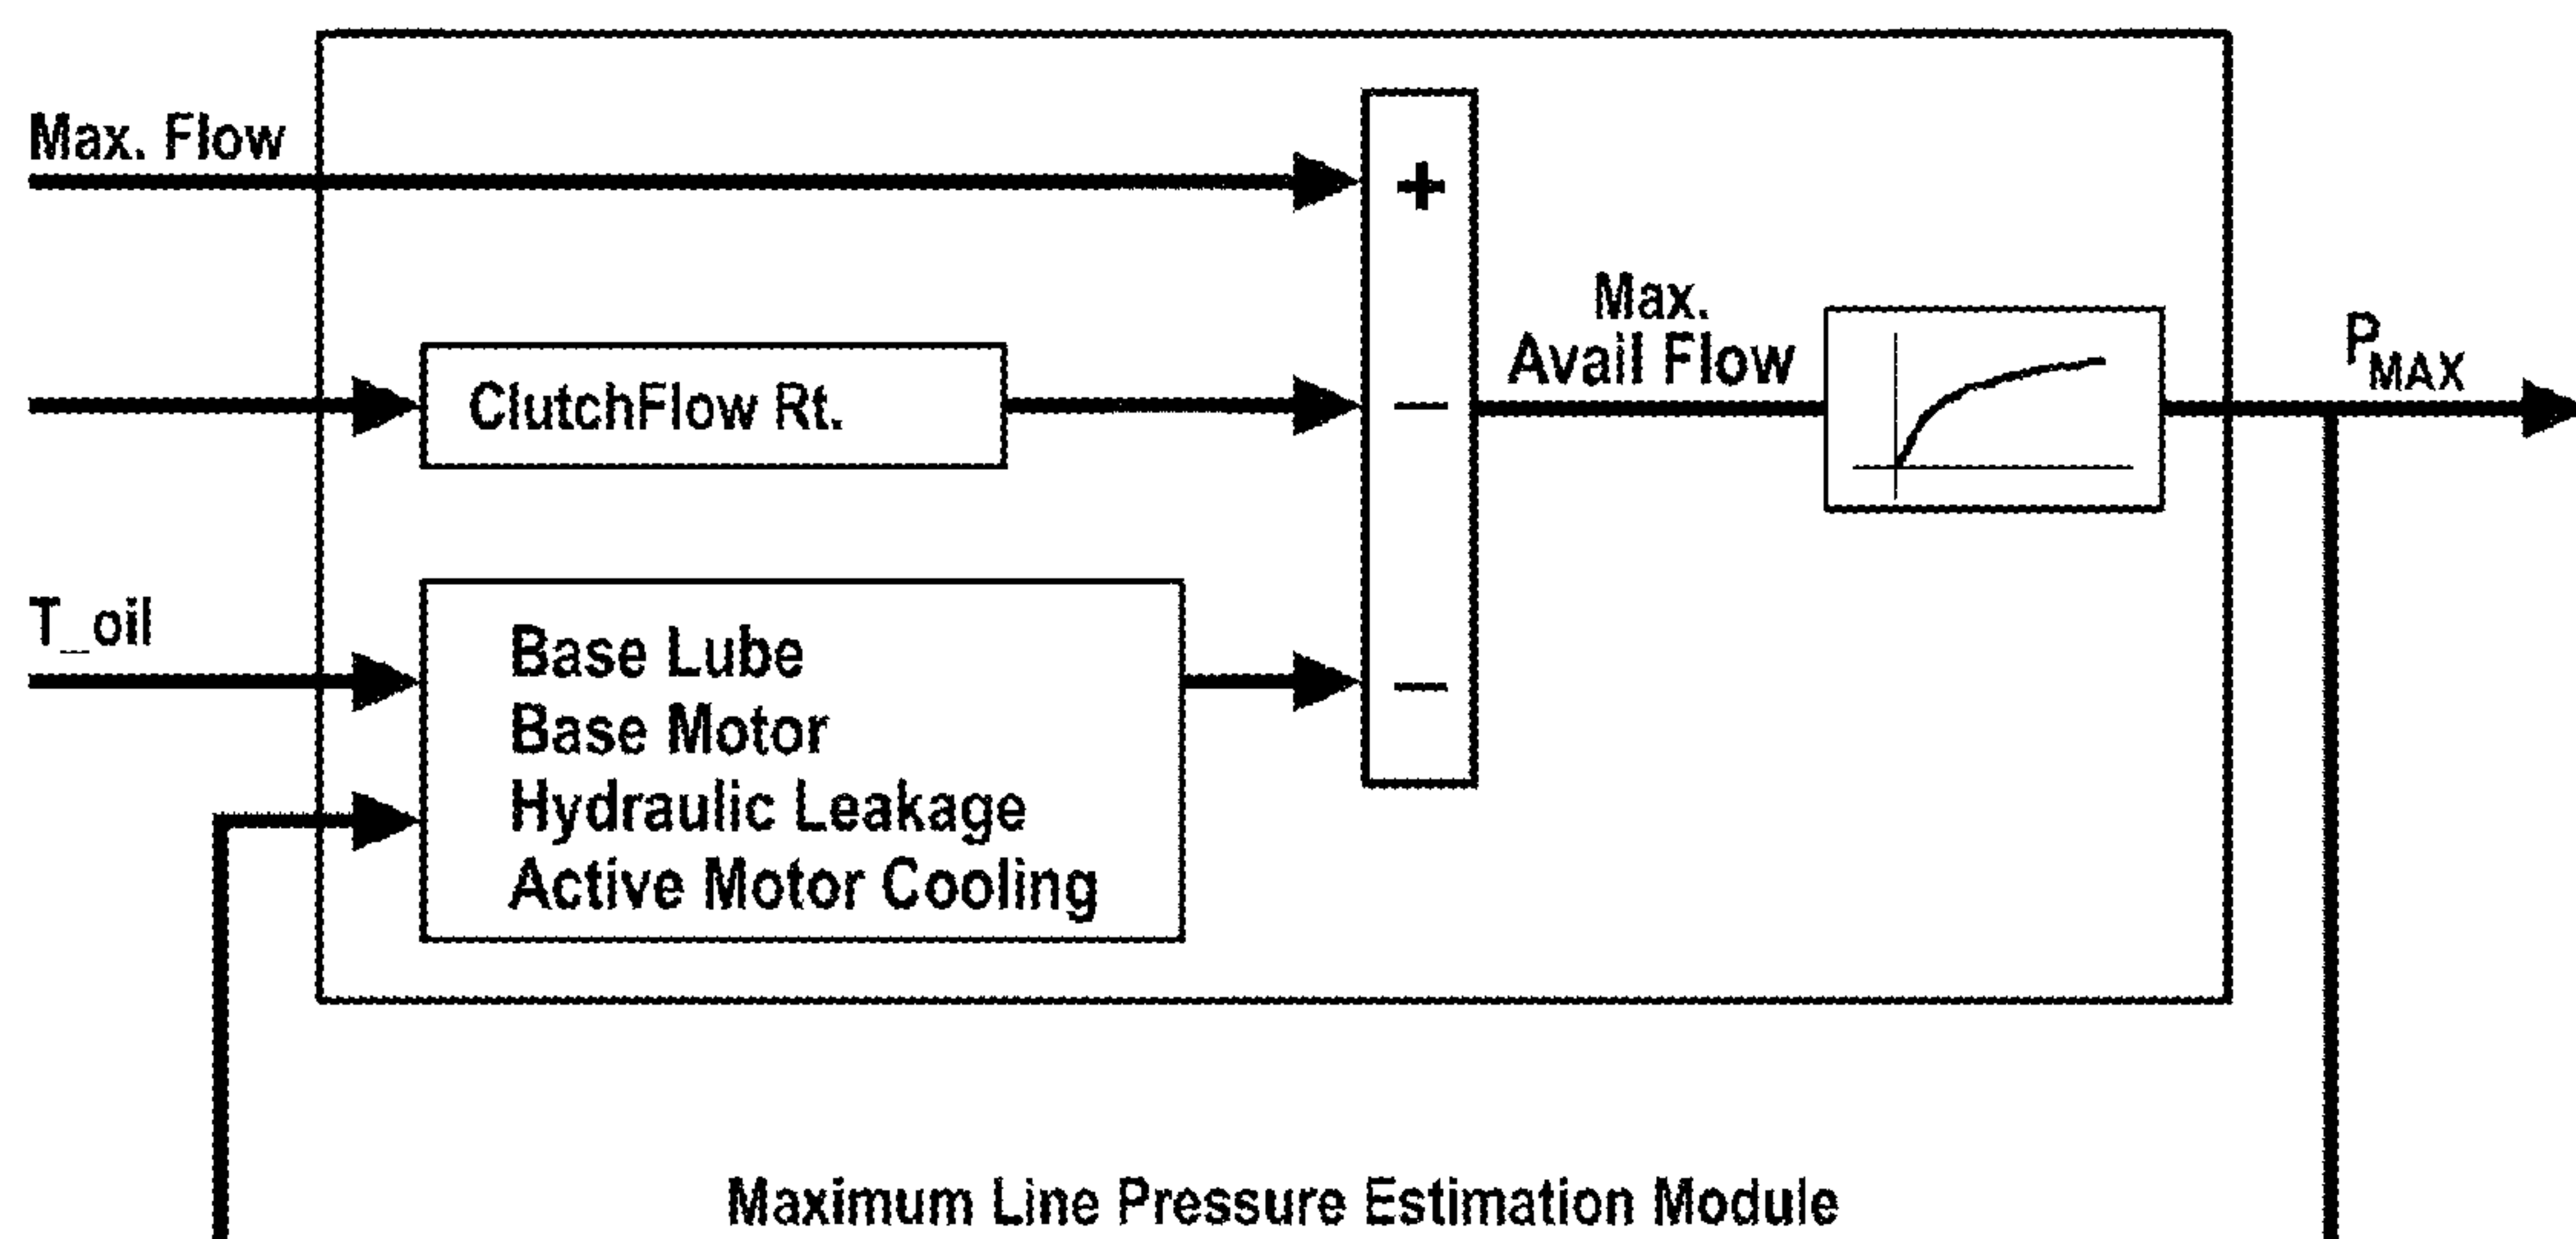 Max. Flow
+
Max.
Avail Flow
P
MAX
ClutchFlow Rt.
–
T_oil
Base Lube
Base Motor
Hydraulic Leakage
Active Motor Cooling
–
Maximum Line Pressure Estimation Module